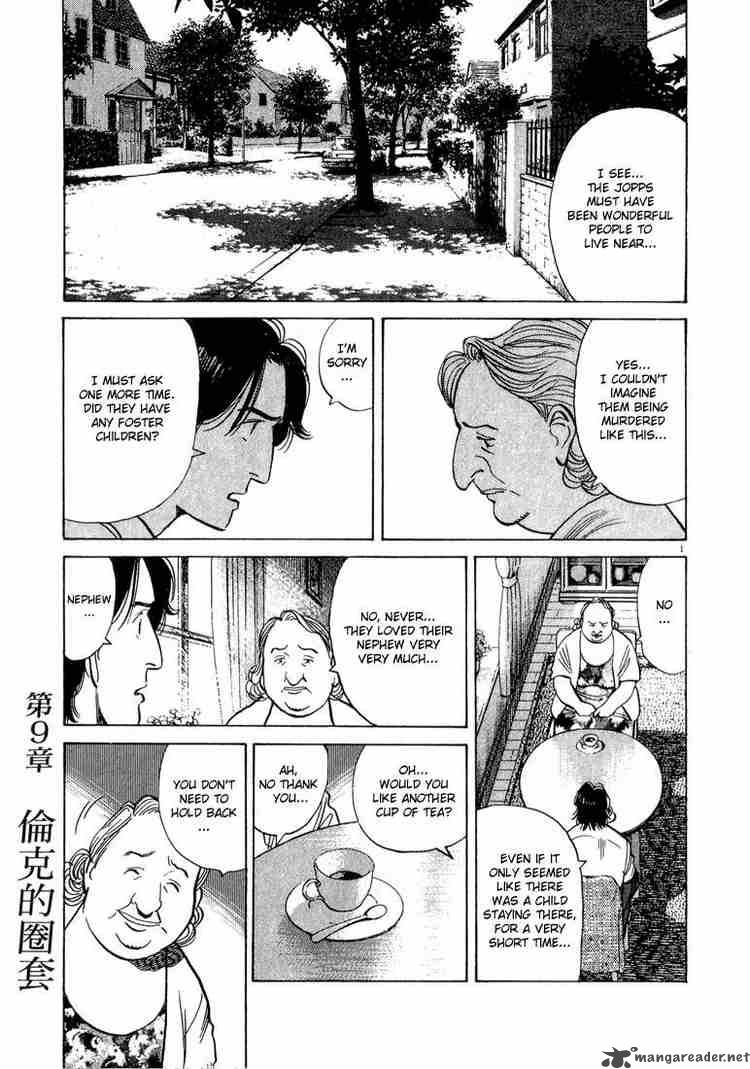 I SEE...
THE JOPPS
MUST HAVE
BEEN WONDERFUL
PEOPLE TO
LIVE NEAR...
YES...
I COULDN'T
IMAGINE
THEM BEING
MURDERED
LIKE THIS...
I'M
SORRY
...
I MUST ASK
ONE MORE TIME.
DID THEY HAVE
ANY FOSTER
CHILDREN?
1
NO...
EVEN IF IT
ONLY SEEMED
LIKE THERE
WAS A CHILD
STAYING THERE,
FOR A VERY
SHORT TIME...
NO, NEVER...
THEY LOVED THEIR
NEPHEW VERY
VERY MUCH...
NEPHEW
...
OH...
WOULD YOU
LIKE ANOTHER
CUP OF TEA?
AH,
NO THANK
YOU...
YOU DON'T
NEED TO
HOLD BACK
...
第9章 倫克的圈套
mangareader.net